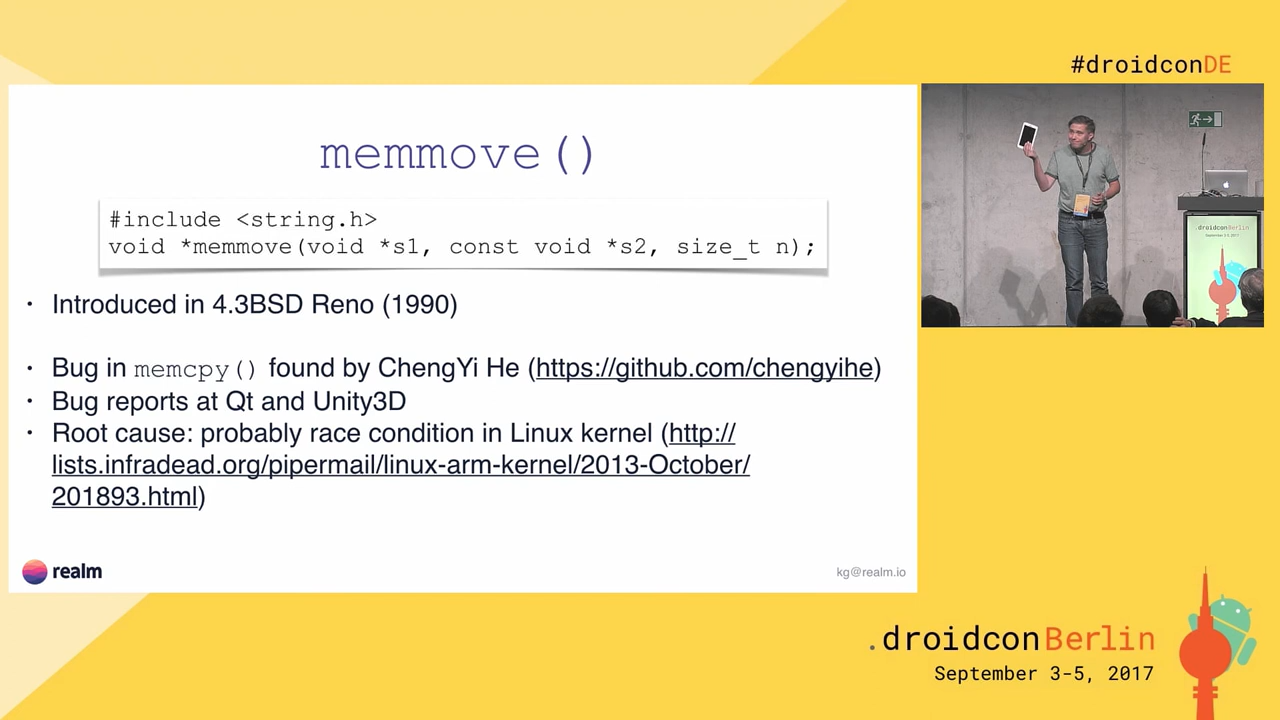 #droidconDE
memmove()
#include <string.h>
void *memmove(void *s1, const void *s2, size_t n);
• Introduced in 4.3BSD Reno (1990)
• Bug in memcpy() found by ChengYi He (https://github.com/chengyihe)
• Bug reports at Qt and Unity3D
• Root cause: probably race condition in Linux kernel (http://
lists.infradead.org/pipermail/linux-arm-kernel/2013-October/
201893.html)
realm
kg@realm.io
.droidconBerlin
.droidconBerlin
September 3-5, 2017